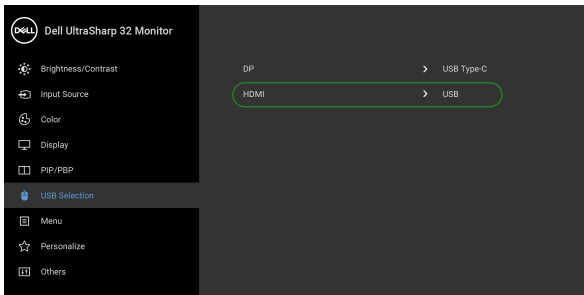 DELL
Dell UltraSharp 32 Monitor
Brightness/Contrast
Input Source
Color
Display
PIP/PBP
USB Selection
Menu
Personalize
Others
DP > USB Type-C
HDMI > USB